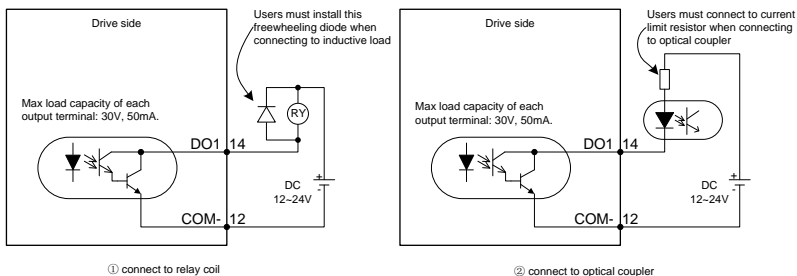 Drive side
Users must install this
freewheeling diode when
connecting to inductive load
Max load capacity of each
output terminal: 30V, 50mA.
RY
DO1 14
+
DC
-
12~24V
COM- 12
① connect to relay coil
Drive side
Users must connect to current
limit resistor when connecting
to optical coupler
Max load capacity of each
output terminal: 30V, 50mA.
DO1 14
+
DC
-
12~24V
COM- 12
② connect to optical coupler